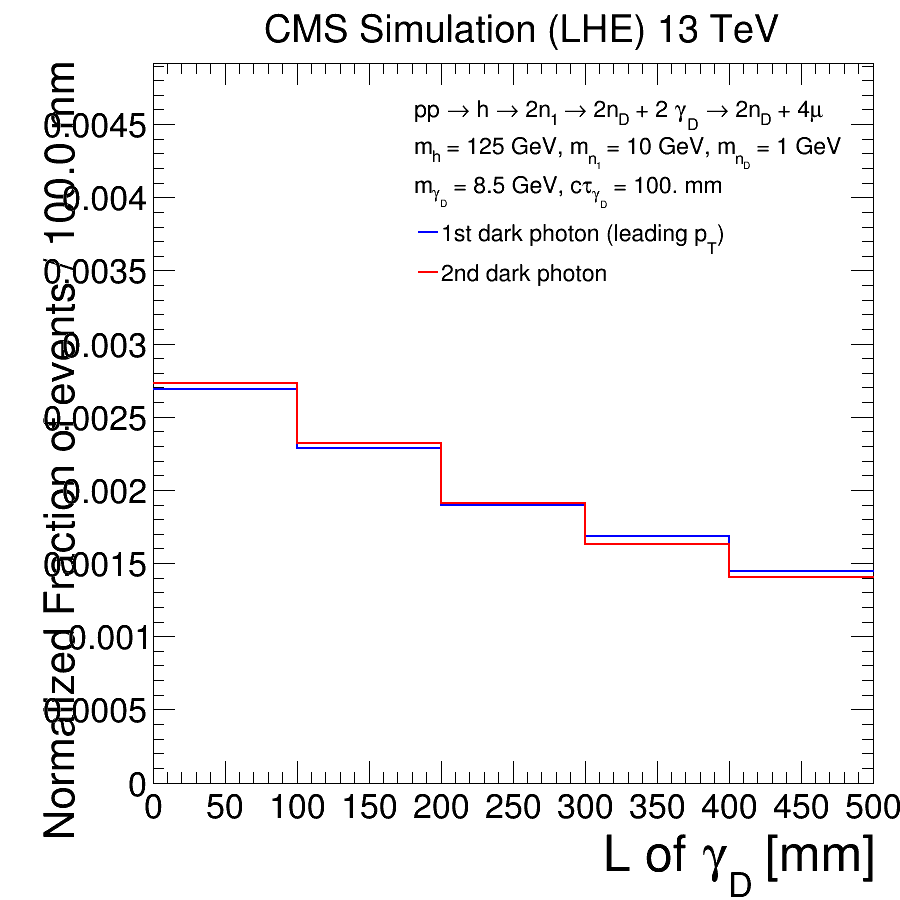 CMS Simulation (LHE) 13 TeV
Normalized Fraction of events / 100.0 mm
0.0045
0.004
0.0035
0.003
0.0025
0.002
0.0015
0.001
0.0005
0
pp → h → 2n1 → 2nD + 2 γD → 2nD + 4μ
mh = 125 GeV, mn1 = 10 GeV, mnD = 1 GeV
mγD = 8.5 GeV, cτγD = 100. mm
1st dark photon (leading pT)
2nd dark photon
0 50 100 150 200 250 300 350 400 450 500
L of γD [mm]